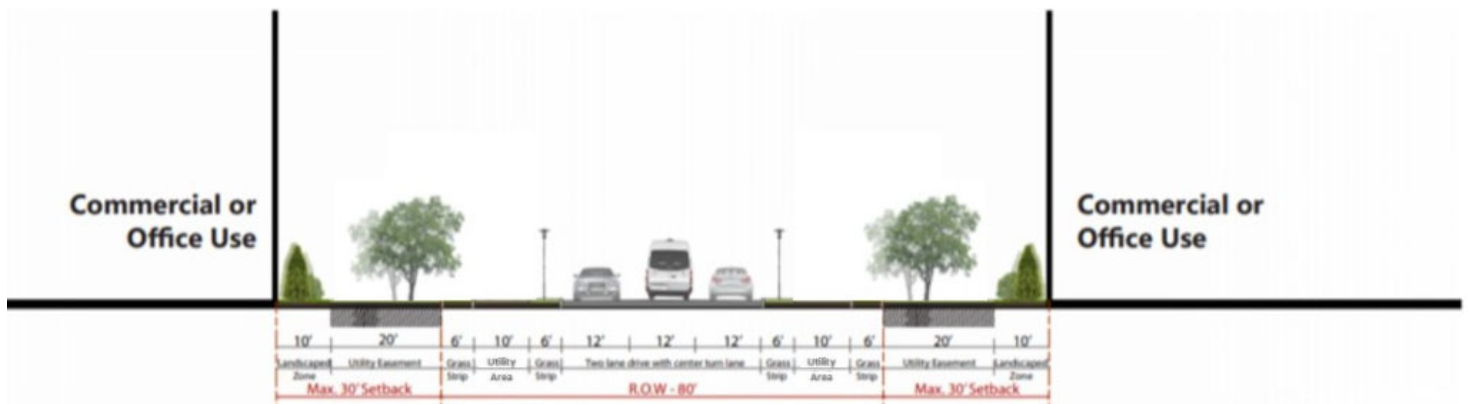 Commercial or
Office Use
Commercial or
Office Use
10' 20' 6' 10' 6' 12' 12' 12' 6' 10' 6' 20' 10'
Landscaped Utility Easement Grass Utility Grass Two lane drive with center turn lane Grass Utility Grass Utility Easement Landscaped
Zone Strip Area Strip Strip Area Strip Zone
Max. 30' Setback R.O.W - 80' Max. 30' Setback